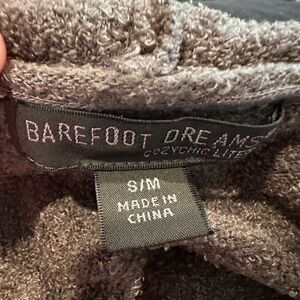 BAREFOOT DREAMS
COZYCHIC LITE
S/M
MADE IN
CHINA